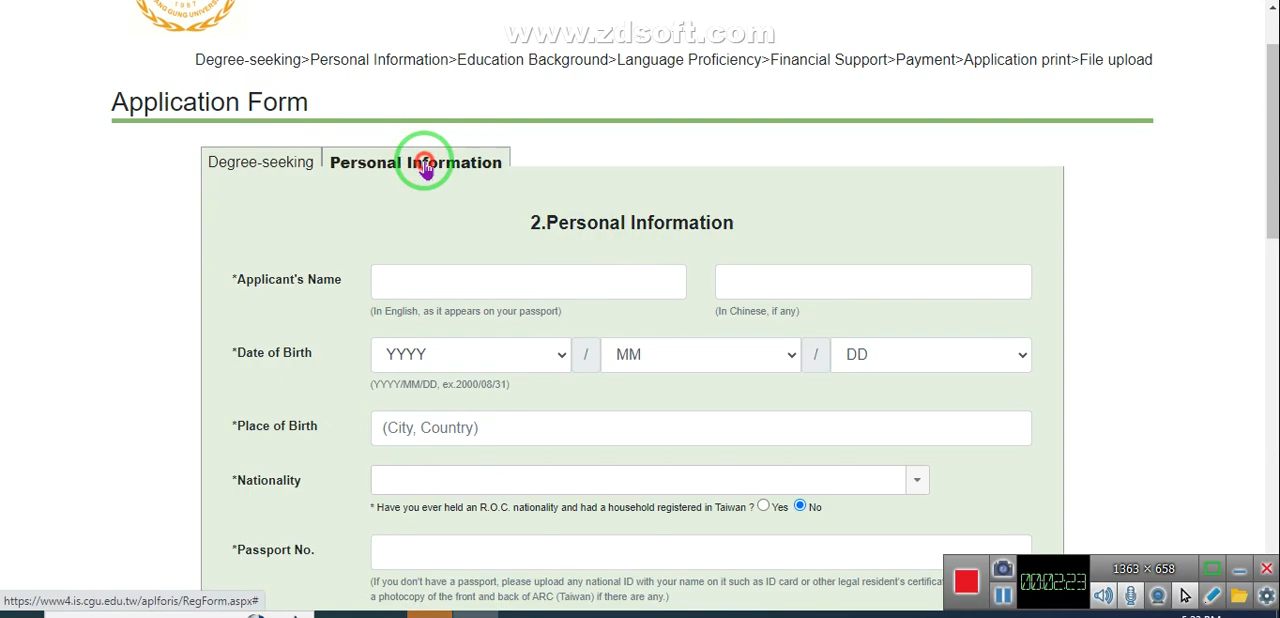 1987
www.zdsoft.com
Degree-seeking>Personal Information>Education Background>Language Proficiency>Financial Support>Payment>Application print>File upload
Application Form
Degree-seeking
Personal Information
2.Personal Information
*Applicant's Name
(In English, as it appears on your passport)
(In Chinese, if any)
*Date of Birth
YYYY
/
MM
/
DD
(YYYY/MM/DD, ex.2000/08/31)
*Place of Birth
(City, Country)
*Nationality
* Have you ever held an R.O.C. nationality and had a household registered in Taiwan ? Yes No
*Passport No.
(If you don't have a passport, please upload any national ID with your name on it such as ID card or other legal resident's certifica
a photocopy of the front and back of ARC (Taiwan) if there are any.)
https://www4.is.cgu.edu.tw/aplforis/RegForm.aspx#
00:02:23
1363 × 658